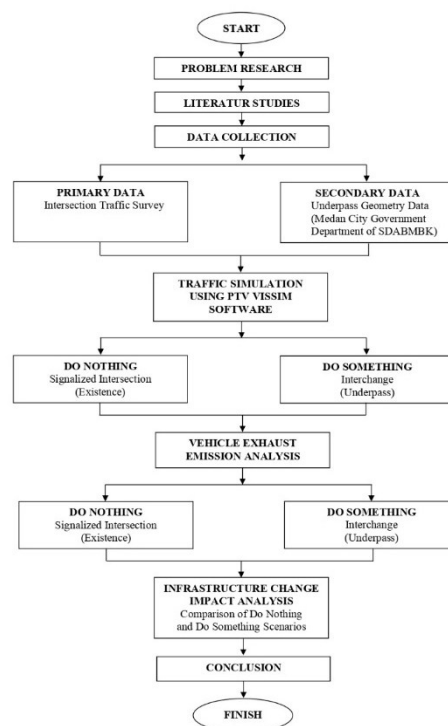 START
PROBLEM RESEARCH
LITERATUR STUDIES
DATA COLLECTION
PRIMARY DATA
Intersection Traffic Survey
SECONDARY DATA
Underpass Geometry Data
(Medan City Government
Department of SDABMBK)
TRAFFIC SIMULATION
USING PTV VISSIM
SOFTWARE
DO NOTHING
Signalized Intersection
(Existence)
DO SOMETHING
Interchange
(Underpass)
VEHICLE EXHAUST
EMISSION ANALYSIS
DO NOTHING
Signalized Intersection
(Existence)
DO SOMETHING
Interchange
(Underpass)
INFRASTRUCTURE CHANGE
IMPACT ANALYSIS
Comparison of Do Nothing
and Do Something Scenarios
CONCLUSION
FINISH